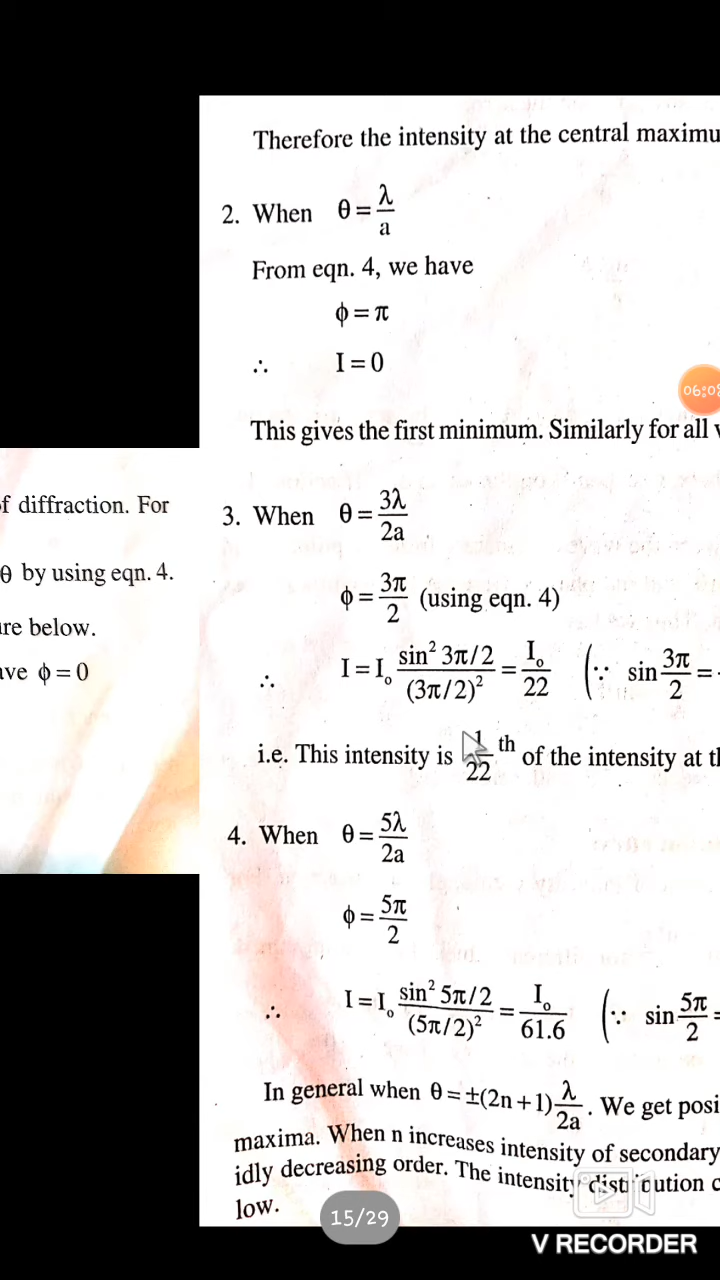 Therefore the intensity at the central maximu
2. When θ = λ/a
From eqn. 4, we have
ϕ = π
∴ I = 0
06:0
This gives the first minimum. Similarly for all
f diffraction. For
θ by using eqn. 4.
re below.
ve ϕ = 0
3. When θ = 3λ/2a
ϕ = 3π/2 (using eqn. 4)
∴ I = I₀ sin² 3π/2 / (3π/2)² = I₀/22 (∵ sin 3π/2 =
i.e. This intensity is 1/22 th of the intensity at t
4. When θ = 5λ/2a
ϕ = 5π/2
∴ I = I₀ sin² 5π/2 / (5π/2)² = I₀/61.6 (∵ sin 5π/2 =
In general when θ = ±(2n + 1) λ/2a . We get posi
maxima. When n increases intensity of secondary
idly decreasing order. The intensity distribution c
low.
15/29
V RECORDER